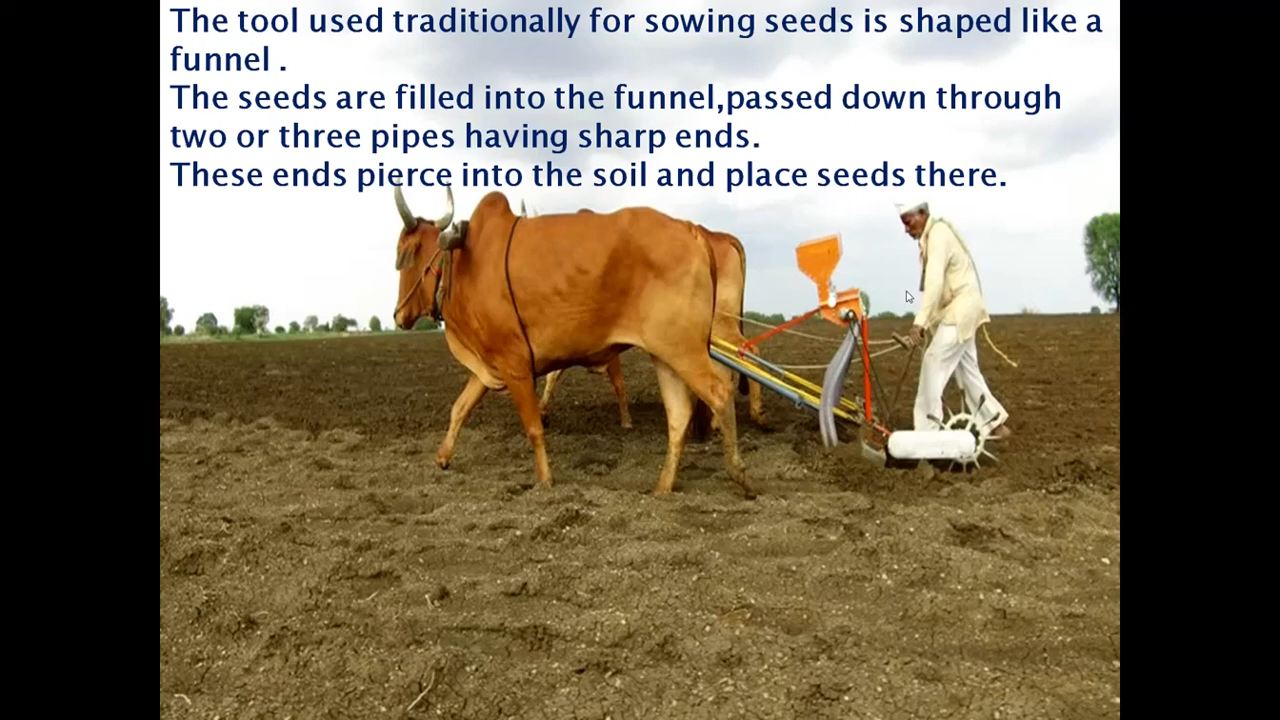 The tool used traditionally for sowing seeds is shaped like a
funnel .
The seeds are filled into the funnel,passed down through
two or three pipes having sharp ends.
These ends pierce into the soil and place seeds there.